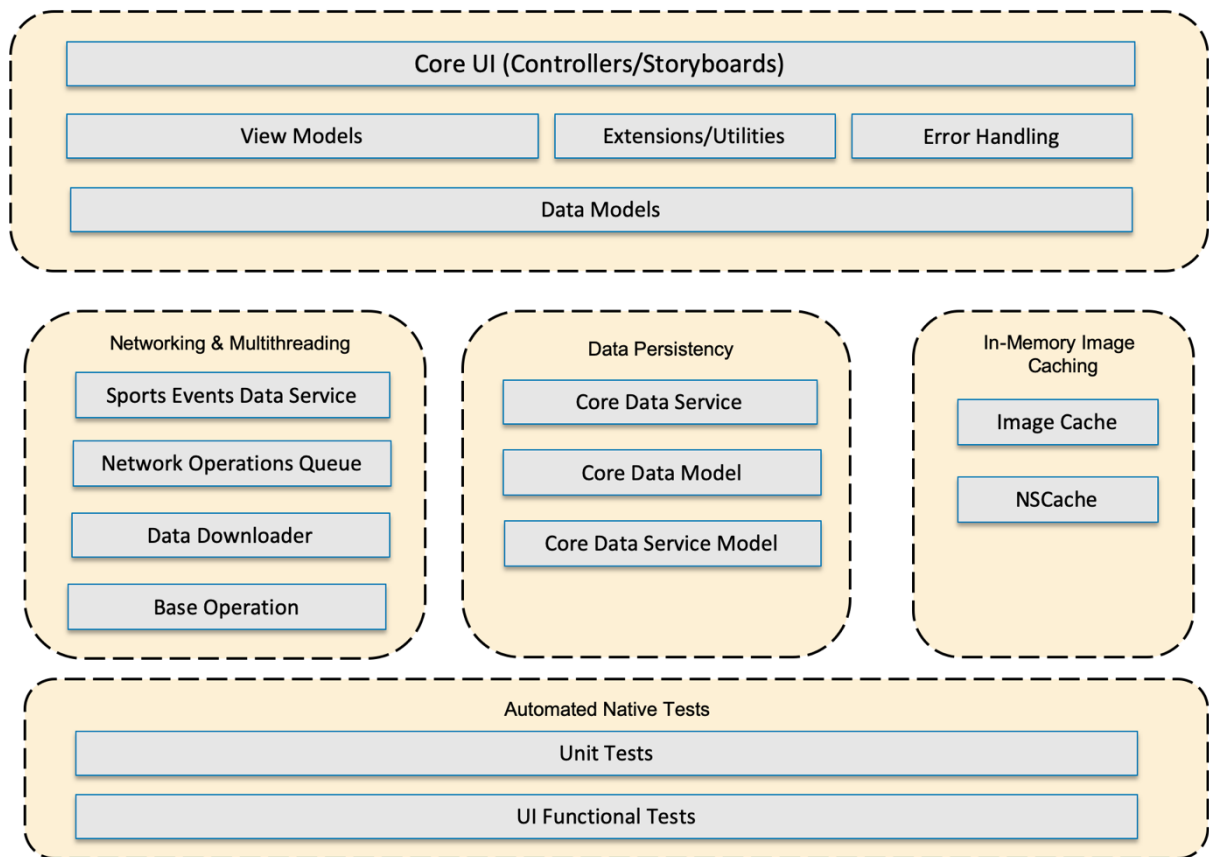 Core UI (Controllers/Storyboards)
View Models
Extensions/Utilities
Error Handling
Data Models
Networking & Multithreading
Sports Events Data Service
Network Operations Queue
Data Downloader
Base Operation
Data Persistency
Core Data Service
Core Data Model
Core Data Service Model
In-Memory Image
Caching
Image Cache
NSCache
Automated Native Tests
Unit Tests
UI Functional Tests